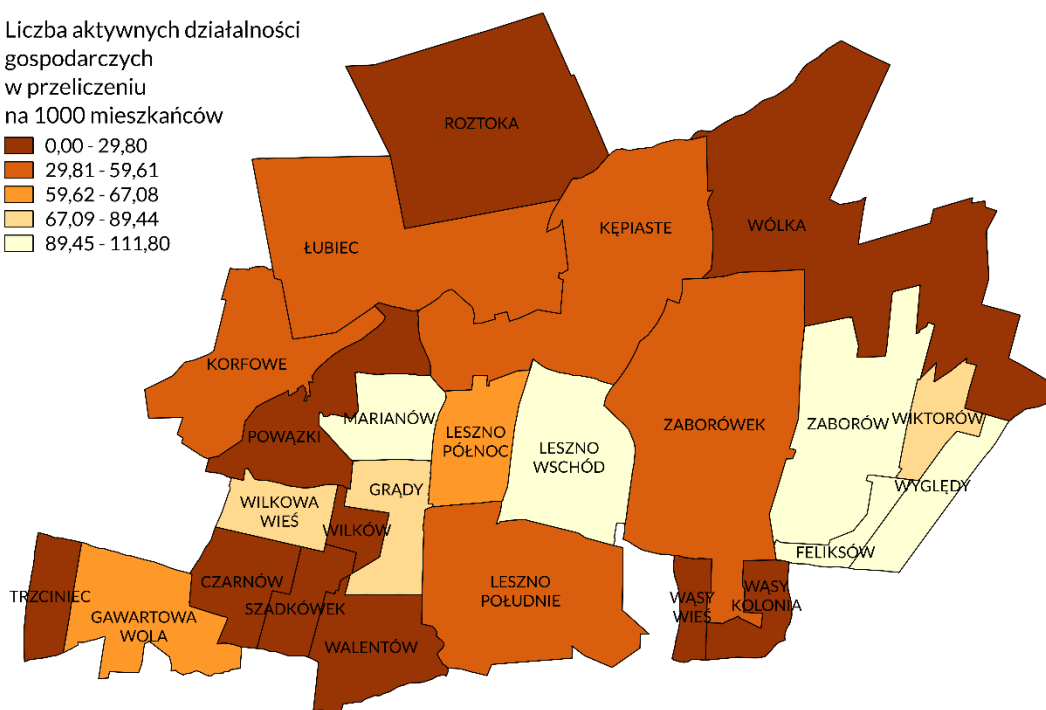 Liczba aktywnych działalności
gospodarczych
w przeliczeniu
na 1000 mieszkańców
0,00 - 29,80
29,81 - 59,61
59,62 - 67,08
67,09 - 89,44
89,45 - 111,80
ROZTOKA
ŁUBIEC
KĘPIASTE
WÓLKA
KORFOWE
POWĄZKI
MARIANÓW
LESZNO
PÓŁNOC
LESZNO
WSCHÓD
ZABORÓWEK
ZABORÓW
WIKTORÓW
WYGLĘDY
GRĄDY
WILKOWA
WIEŚ
WILKÓW
FELIKSÓW
TRZCINIEC
GAWARTOWA
WOLA
CZARNÓW
SZADKÓWEK
WALENTÓW
LESZNO
POŁUDNIE
WĄSY
WIEŚ
WĄSY
KOLONIA